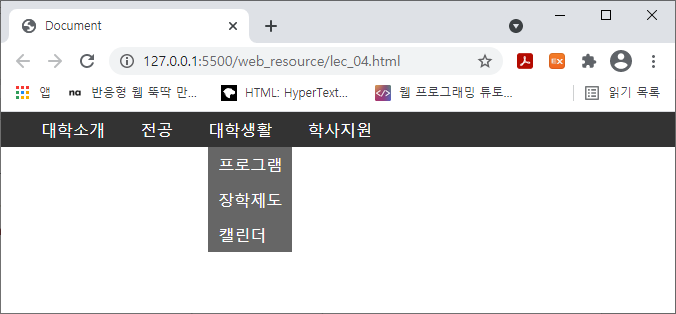 Document
127.0.0.1:5500/web_resource/lec_04.html
앱 na 반응형 웹 뚝딱 만... HTML: HyperText... </> 웹 프로그래밍 튜토... 읽기 목록
대학소개 전공 대학생활 학사지원
프로그램
장학제도
캘린더